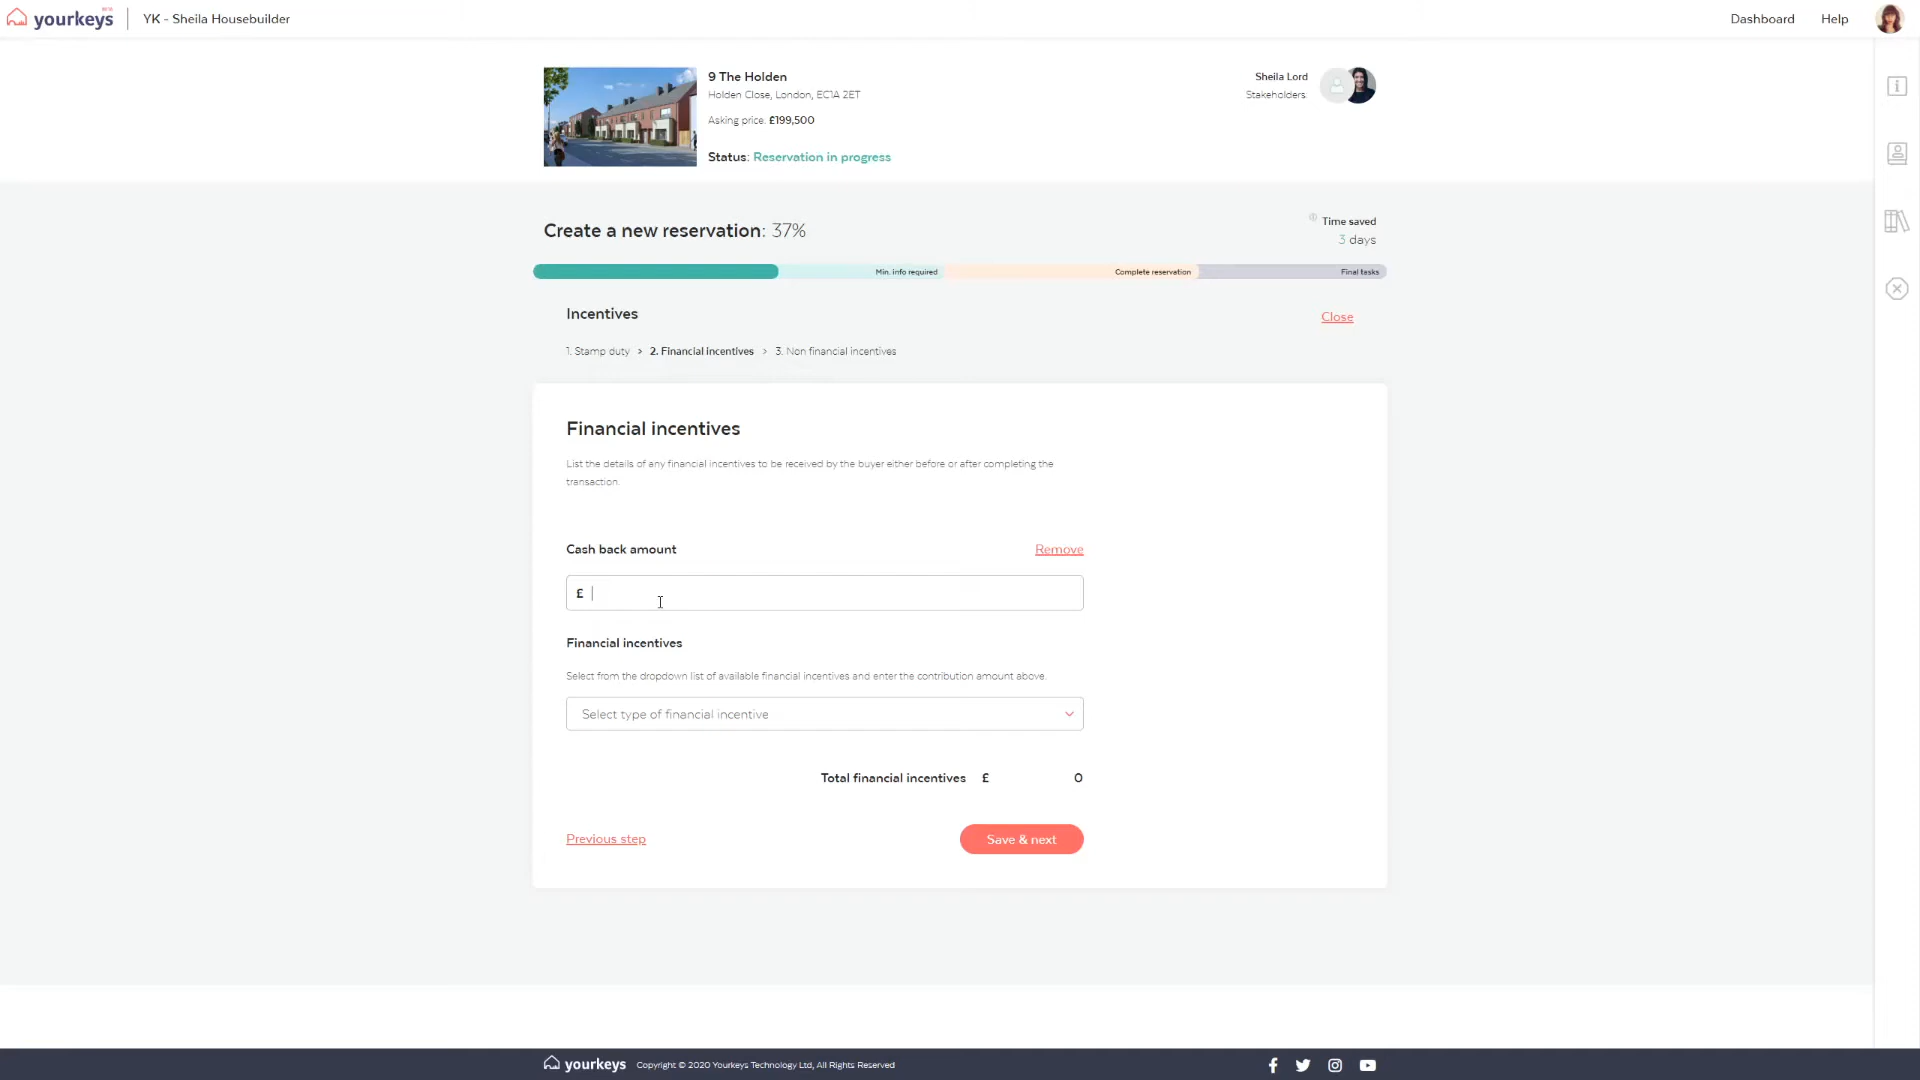 yourkeys
YK - Sheila Housebuilder
Dashboard
Help
9 The Holden
Holden Close, London, EC1A 2ET
Asking price: £199,500
Status: Reservation in progress
Sheila Lord
Stakeholders:
Create a new reservation: 37%
Time saved
3 days
Min. info required
Complete reservation
Final tasks
Incentives
Close
1. Stamp duty > 2. Financial incentives > 3. Non financial incentives
Financial incentives
List the details of any financial incentives to be received by the buyer either before or after completing the
transaction.
Cash back amount
Remove
£
Financial incentives
Select from the dropdown list of available financial incentives and enter the contribution amount above.
Select type of financial incentive
Total financial incentives £ 0
Previous step
Save & next
yourkeys
Copyright © 2020 Yourkeys Technology Ltd, All Rights Reserved